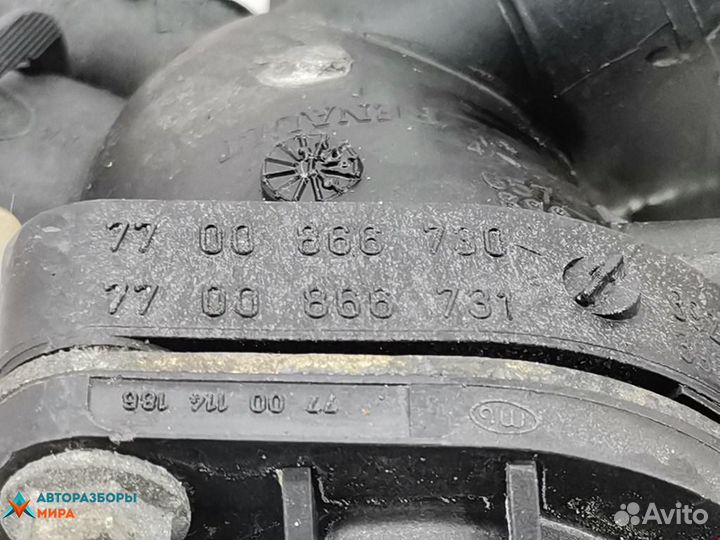 RENAULT
77 00 866 730
77 00 866 731
77 00 114 186
АВТОРАЗБОРЫ
МИРА
Avito